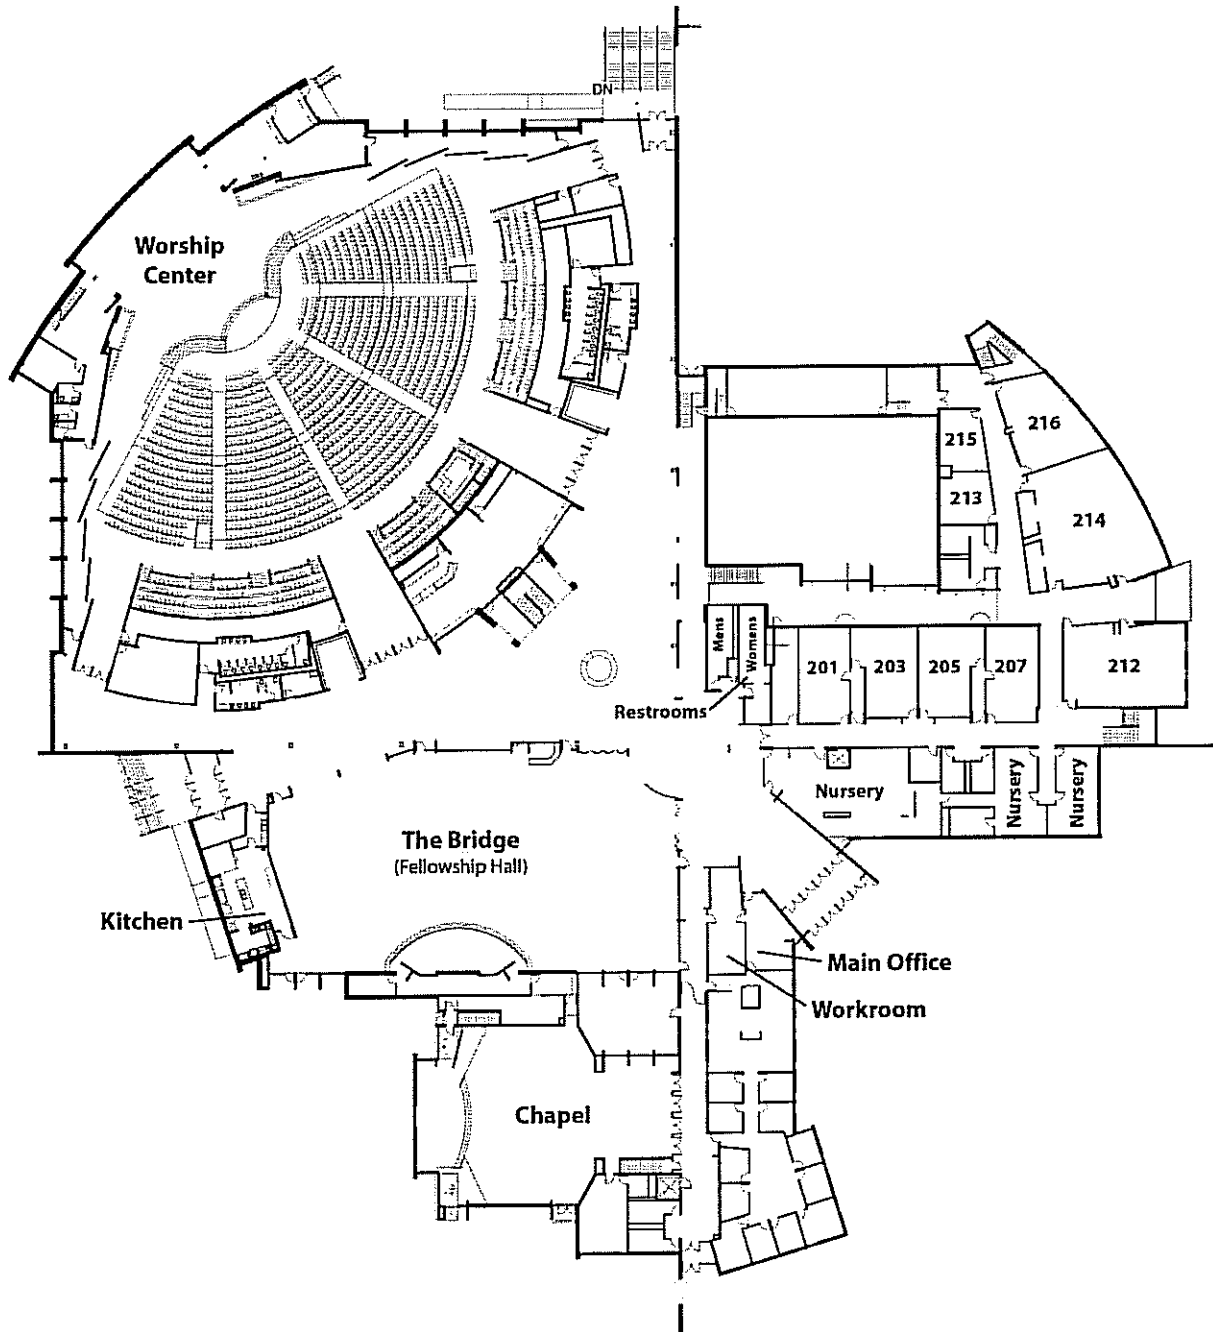 DN
Worship
Center
216
215
213
214
Mens
Womens
201
203
205
207
212
Restrooms
Nursery
Nursery
Nursery
The Bridge
(Fellowship Hall)
Kitchen
Main Office
Workroom
Chapel